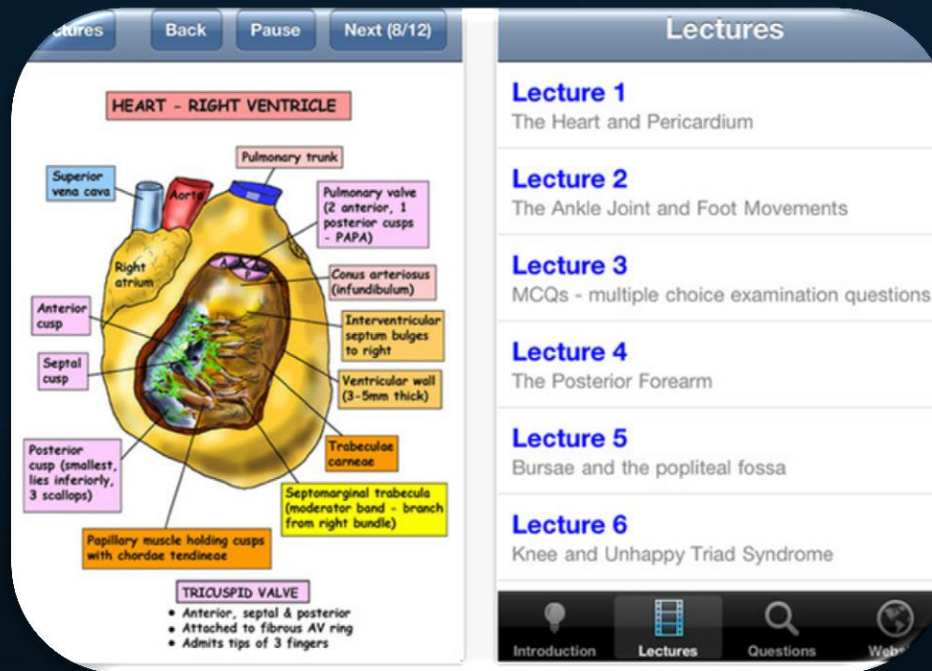 Back
Pause
Next (8/12)
HEART - RIGHT VENTRICLE
Pulmonary trunk
Superior
vena cava
Aorta
Pulmonary valve
(2 anterior, 1
posterior cusps
- PAPA)
A
A
P
Right
atrium
Conus arteriosus
(infundibulum)
Anterior
cusp
Interventricular
septum bulges
to right
Septal
cusp
Ventricular wall
(3-5mm thick)
Posterior
cusp (smallest,
lies inferiorly,
3 scallops)
Trabeculae
carneae
Septomarginal trabecula
(moderator band - branch
from right bundle)
Papillary muscle holding cusps
with chordae tendineae
TRICUSPID VALVE
• Anterior, septal & posterior
• Attached to fibrous AV ring
• Admits tips of 3 fingers
Lectures
Lecture 1
The Heart and Pericardium
Lecture 2
The Ankle Joint and Foot Movements
Lecture 3
MCQs - multiple choice examination questions
Lecture 4
The Posterior Forearm
Lecture 5
Bursae and the popliteal fossa
Lecture 6
Knee and Unhappy Triad Syndrome
Introduction
Lectures
Questions